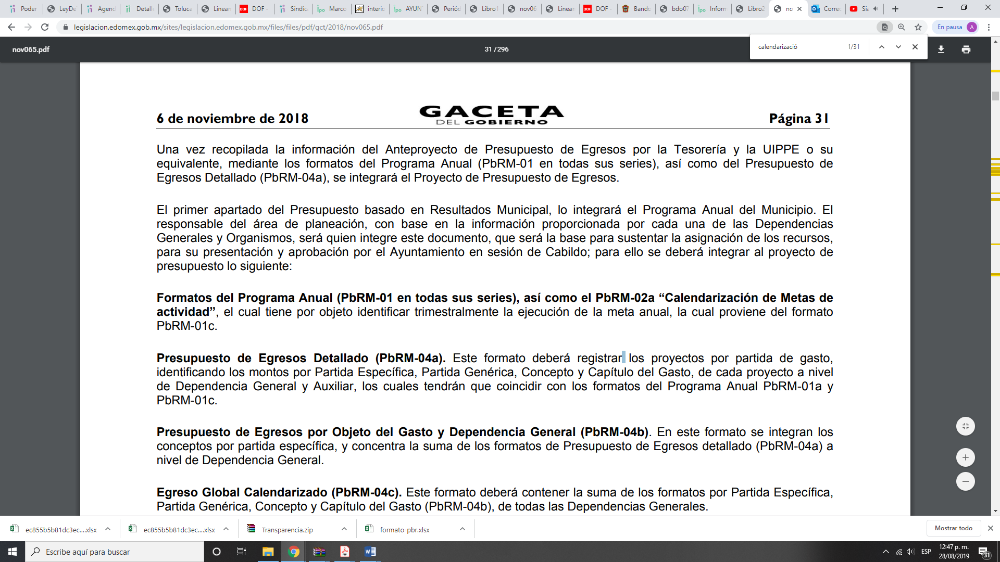 Poder
LeyDe
Agend
Detall
Toluca
Linean
DOF -
Sindic
Marco
interio
AYUN
Periód
Libro1
nov06
Linear
DOF -
Bando
bdo07
Inform
Libro2
no
Correo
Sia
legislacion.edomex.gob.mx/sites/legislacion.edomex.gob.mx/files/files/pdf/gct/2018/nov065.pdf
En pausa
A
nov065.pdf
31 / 296
calendarizació
1/31
6 de noviembre de 2018
GACETA
DEL GOBIERNO
Página 31
Una vez recopilada la información del Anteproyecto de Presupuesto de Egresos por la Tesorería y la UIPPE o su
equivalente, mediante los formatos del Programa Anual (PbRM-01 en todas sus series), así como del Presupuesto de
Egresos Detallado (PbRM-04a), se integrará el Proyecto de Presupuesto de Egresos.
El primer apartado del Presupuesto basado en Resultados Municipal, lo integrará el Programa Anual del Municipio. El
responsable del área de planeación, con base en la información proporcionada por cada una de las Dependencias
Generales y Organismos, será quien integre este documento, que será la base para sustentar la asignación de los recursos,
para su presentación y aprobación por el Ayuntamiento en sesión de Cabildo; para ello se deberá integrar al proyecto de
presupuesto lo siguiente:
Formatos del Programa Anual (PbRM-01 en todas sus series), así como el PbRM-02a “Calendarización de Metas de
actividad”, el cual tiene por objeto identificar trimestralmente la ejecución de la meta anual, la cual proviene del formato
PbRM-01c.
Presupuesto de Egresos Detallado (PbRM-04a). Este formato deberá registrar los proyectos por partida de gasto,
identificando los montos por Partida Específica, Partida Genérica, Concepto y Capítulo del Gasto, de cada proyecto a nivel
de Dependencia General y Auxiliar, los cuales tendrán que coincidir con los formatos del Programa Anual PbRM-01a y
PbRM-01c.
Presupuesto de Egresos por Objeto del Gasto y Dependencia General (PbRM-04b). En este formato se integran los
conceptos por partida específica, y concentra la suma de los formatos de Presupuesto de Egresos detallado (PbRM-04a) a
nivel de Dependencia General.
Egreso Global Calendarizado (PbRM-04c). Este formato deberá contener la suma de los formatos por Partida Específica,
Partida Genérica, Concepto y Capítulo del Gasto (PbRM-04b), de todas las Dependencias Generales.
ec855b5b81dc3ec....xlsx
ec855b5b81dc3ec....xlsx
Transparencia.zip
formato-pbr.xlsx
Mostrar todo
Escribe aquí para buscar
ESP
12:47 p. m.
28/08/2019
31